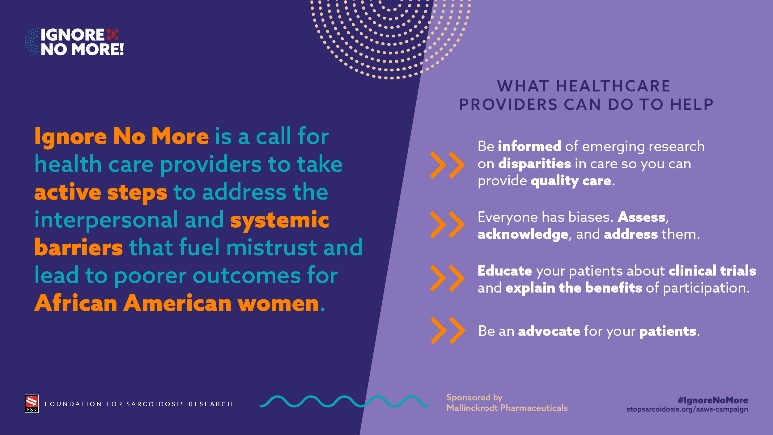 IGNORE
NO MORE!
Ignore No More is a call for
health care providers to take
active steps to address the
interpersonal and systemic
barriers that fuel mistrust and
lead to poorer outcomes for
African American women.
WHAT HEALTHCARE
PROVIDERS CAN DO TO HELP
Be informed of emerging research
on disparities in care so you can
provide quality care.
Everyone has biases. Assess,
acknowledge, and address them.
Educate your patients about clinical trials
and explain the benefits of participation.
Be an advocate for your patients.
FSR
FOUNDATION FOR SARCOIDOSIS RESEARCH
Sponsored by
Mallinckrodt Pharmaceuticals
#IgnoreNoMore
stopsarcoidosis.org/aaws-campaign